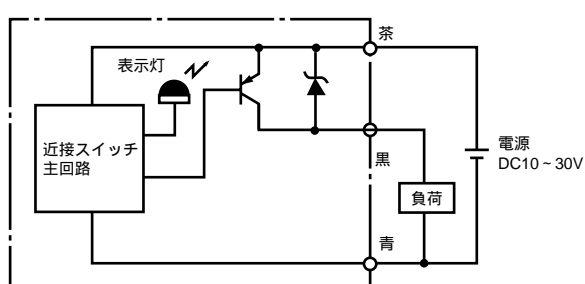 茶
表示灯
近接スイッチ
主回路
黒
電源
DC10~30V
負荷
青